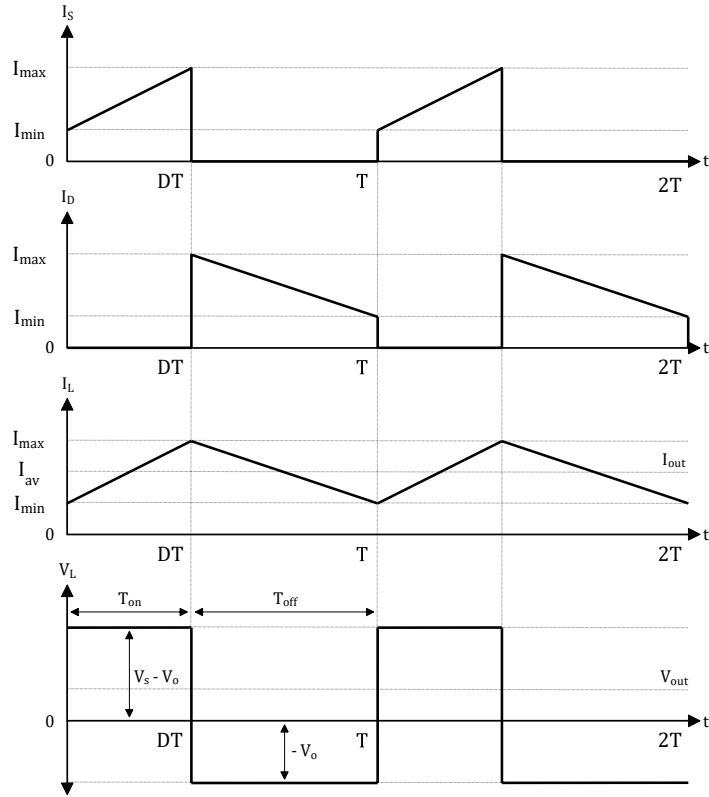 I_S
I_max
I_min
0
t
DT T 2T
I_D
I_max
I_min
0
t
DT T 2T
I_L
I_max
I_av I_out
I_min
0
t
DT T 2T
V_L
T_on T_off
V_s - V_o
V_out
0
t
DT T 2T
- V_o